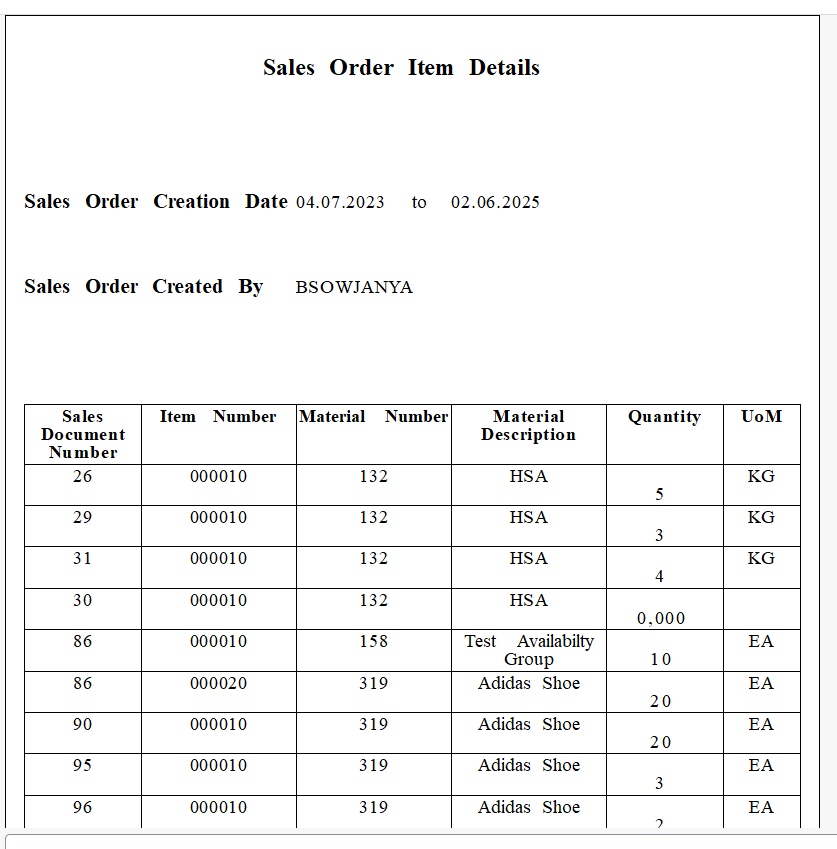 Sales Order Item Details
Sales Order Creation Date 04.07.2023 to 02.06.2025
Sales Order Created By BSOWJANYA
Sales Document Number Item Number Material Number Material Description Quantity UoM
26 000010 132 HSA 5 KG
29 000010 132 HSA 3 KG
31 000010 132 HSA 4 KG
30 000010 132 HSA 0,000
86 000010 158 Test Availabilty Group 10 EA
86 000020 319 Adidas Shoe 20 EA
90 000010 319 Adidas Shoe 20 EA
95 000010 319 Adidas Shoe 3 EA
96 000010 319 Adidas Shoe 2 EA